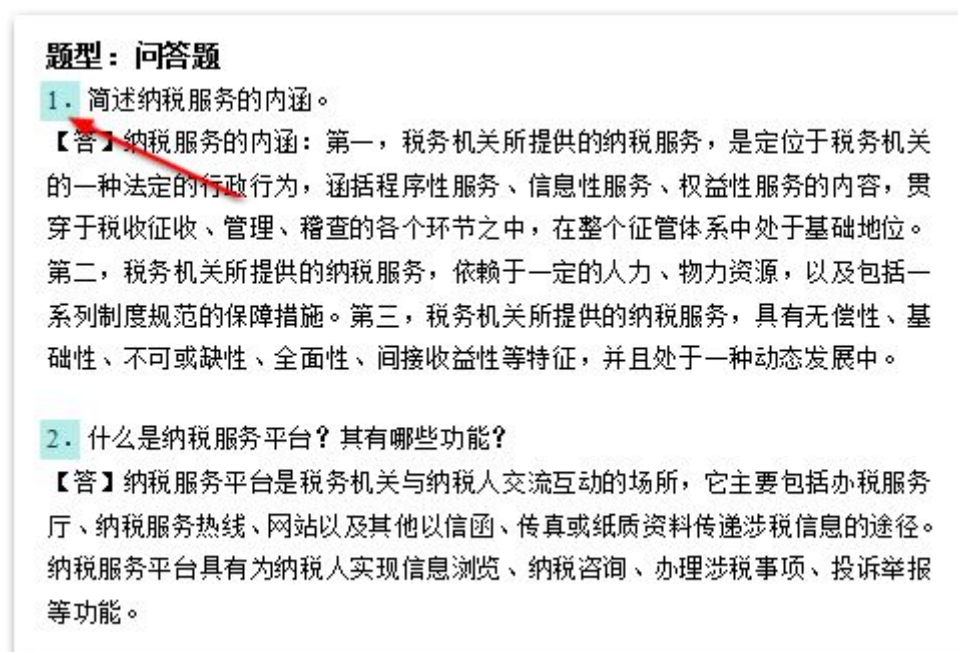 题型：问答题
1．简述纳税服务的内涵。
【答】纳税服务的内涵：第一，税务机关所提供的纳税服务，是定位于税务机关
的一种法定的行政行为，涵括程序性服务、信息性服务、权益性服务的内容，贯
穿于税收征收、管理、稽查的各个环节之中，在整个征管体系中处于基础地位。
第二，税务机关所提供的纳税服务，依赖于一定的人力、物力资源，以及包括一
系列制度规范的保障措施。第三，税务机关所提供的纳税服务，具有无偿性、基
础性、不可或缺性、全面性、间接收益性等特征，并且处于一种动态发展中。
2．什么是纳税服务平台？其有哪些功能？
【答】纳税服务平台是税务机关与纳税人交流互动的场所，它主要包括办税服务
厅、纳税服务热线、网站以及其他以信函、传真或纸质资料传递涉税信息的途径。
纳税服务平台具有为纳税人实现信息浏览、纳税咨询、办理涉税事项、投诉举报
等功能。